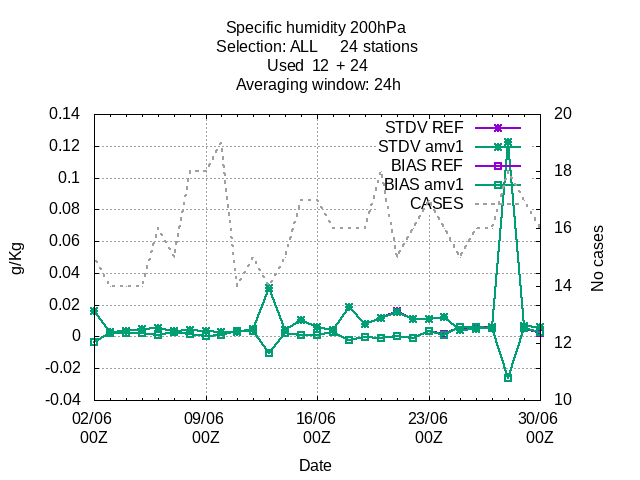 Specific humidity 200hPa
Selection: ALL 24 stations
Used 12 + 24
Averaging window: 24h
0.14
0.12
0.1
0.08
0.06
0.04
0.02
0
-0.02
-0.04
g/Kg
20
18
16
14
12
10
No cases
STDV REF
STDV amv1
BIAS REF
BIAS amv1
CASES
02/06 09/06 16/06 23/06 30/06
00Z 00Z 00Z 00Z 00Z
Date